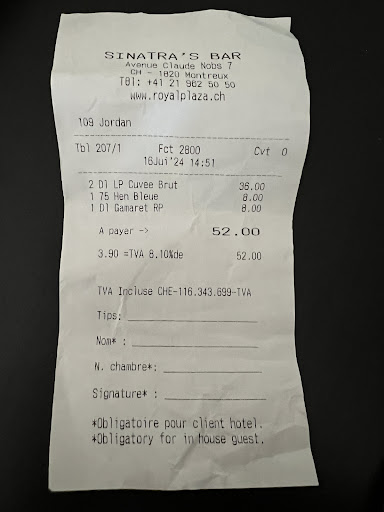 SINATRA'S BAR
Avenue Claude Nobs 7
CH - 1820 Montreux
Tél: +41 21 962 50 50
www.royalplaza.ch
109 Jordan
Tbl 207/1 Fct 2800 Cvt 0
16Jui'24 14:51
2 Dl LP Cuvee Brut 36.00
1 75 Hen Bleue 8.00
1 Dl Gamaret RP 8.00
A payer -> 52.00
3.90 =TVA 8.10%de 52.00
TVA Incluse CHE-116.343.699-TVA
Tips:
Nom* :
N. chambre*:
Signature* :
*Obligatoire pour client hotel.
*Obligatory for in house guest.